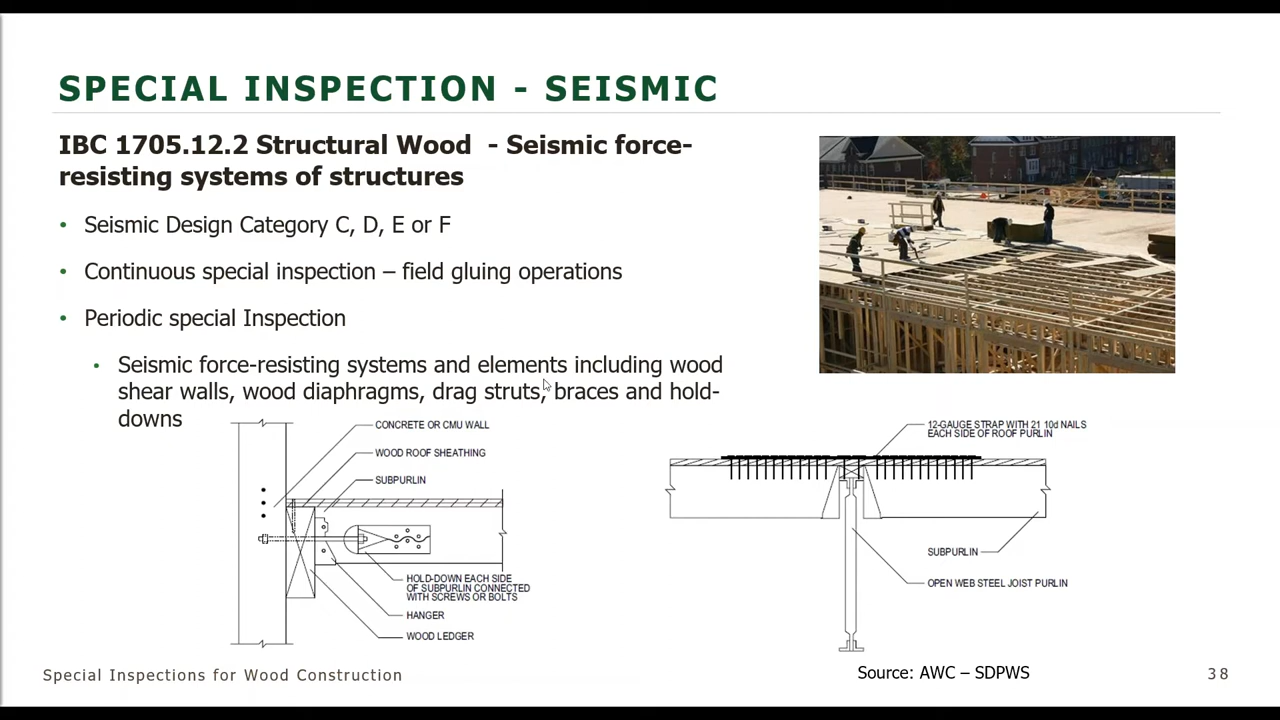 SPECIAL INSPECTION - SEISMIC
IBC 1705.12.2 Structural Wood - Seismic force-
resisting systems of structures
• Seismic Design Category C, D, E or F
• Continuous special inspection – field gluing operations
• Periodic special Inspection
• Seismic force-resisting systems and elements including wood
shear walls, wood diaphragms, drag struts, braces and hold-
downs
CONCRETE OR CMU WALL
WOOD ROOF SHEATHING
SUBPURLIN
HOLD-DOWN EACH SIDE
OF SUBPURLIN CONNECTED
WITH SCREWS OR BOLTS
HANGER
WOOD LEDGER
12-GAUGE STRAP WITH 21 10d NAILS
EACH SIDE OF ROOF PURLIN
SUBPURLIN
OPEN WEB STEEL JOIST PURLIN
Special Inspections for Wood Construction
Source: AWC – SDPWS
38